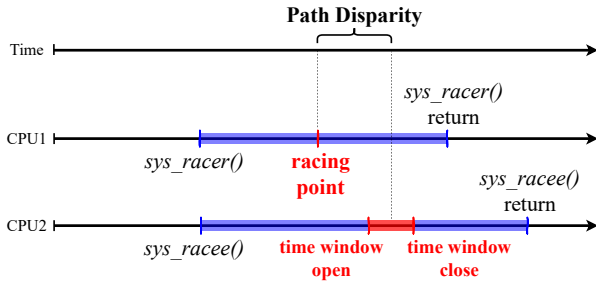 Path Disparity
Time
sys_racer()
return
CPU1
sys_racer()
racing
point
sys_racee()
return
CPU2
sys_racee()
time window
open
time window
close